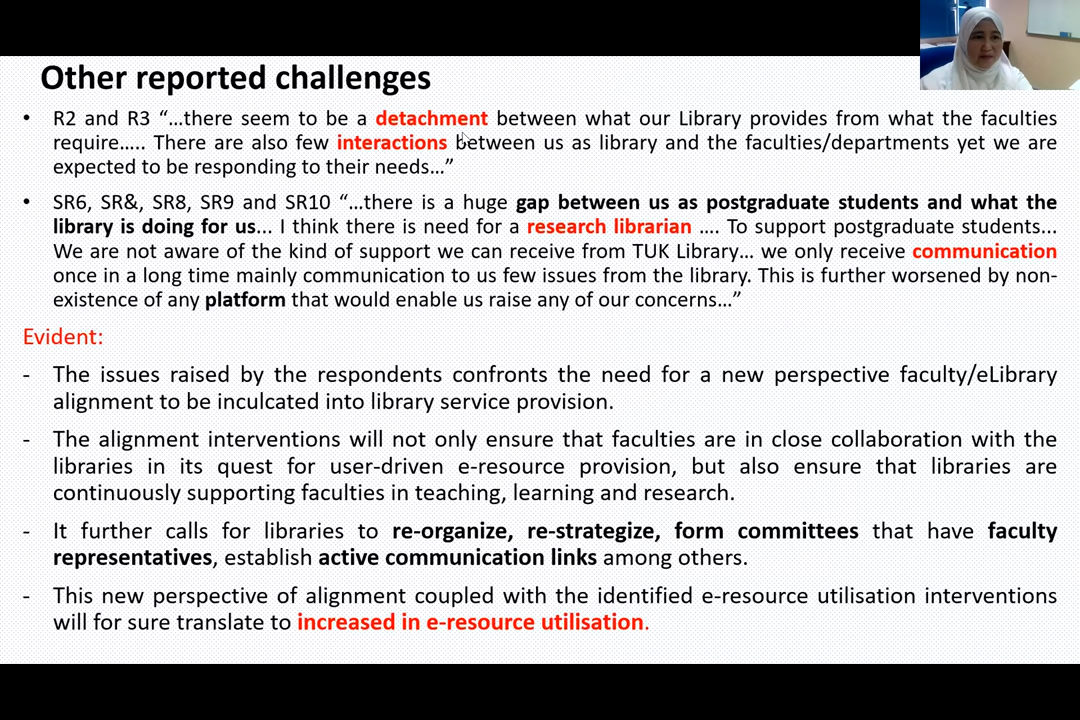 Other reported challenges
• R2 and R3 “…there seem to be a detachment between what our Library provides from what the faculties
require….. There are also few interactions between us as library and the faculties/departments yet we are
expected to be responding to their needs…”
• SR6, SR&, SR8, SR9 and SR10 “…there is a huge gap between us as postgraduate students and what the
library is doing for us... I think there is need for a research librarian …. To support postgraduate students...
We are not aware of the kind of support we can receive from TUK Library… we only receive communication
once in a long time mainly communication to us few issues from the library. This is further worsened by non-
existence of any platform that would enable us raise any of our concerns…”
Evident:
- The issues raised by the respondents confronts the need for a new perspective faculty/eLibrary
alignment to be inculcated into library service provision.
- The alignment interventions will not only ensure that faculties are in close collaboration with the
libraries in its quest for user-driven e-resource provision, but also ensure that libraries are
continuously supporting faculties in teaching, learning and research.
- It further calls for libraries to re-organize, re-strategize, form committees that have faculty
representatives, establish active communication links among others.
- This new perspective of alignment coupled with the identified e-resource utilisation interventions
will for sure translate to increased in e-resource utilisation.